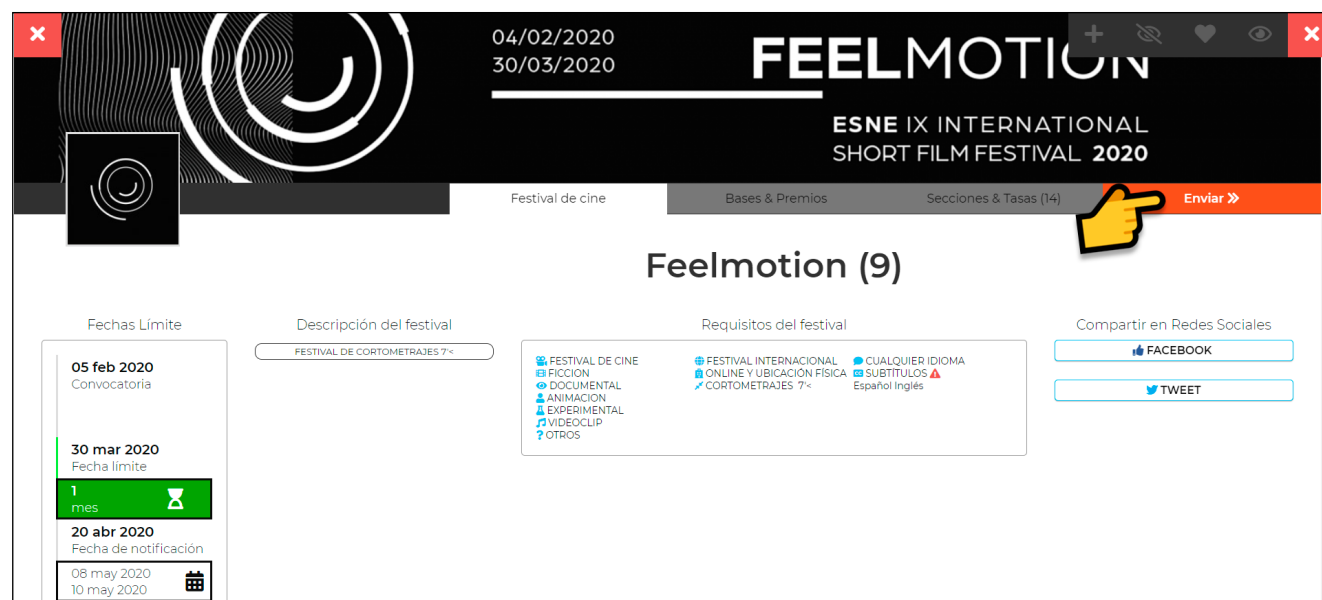 04/02/2020
30/03/2020
FEELMOTION
ESNE IX INTERNATIONAL
SHORT FILM FESTIVAL 2020
Festival de cine
Bases & Premios
Secciones & Tasas (14)
Enviar
Feelmotion (9)
Fechas Límite
05 feb 2020
Convocatoria
30 mar 2020
Fecha límite
1
mes
20 abr 2020
Fecha de notificación
08 may 2020
10 may 2020
Descripción del festival
FESTIVAL DE CORTOMETRAJES 7'<
Requisitos del festival
FESTIVAL DE CINE
FICCION
DOCUMENTAL
ANIMACION
EXPERIMENTAL
VIDEOCLIP
OTROS
FESTIVAL INTERNACIONAL
ONLINE Y UBICACIÓN FÍSICA
CORTOMETRAJES 7'<
CUALQUIER IDIOMA
SUBTÍTULOS
Español Inglés
Compartir en Redes Sociales
FACEBOOK
TWEET